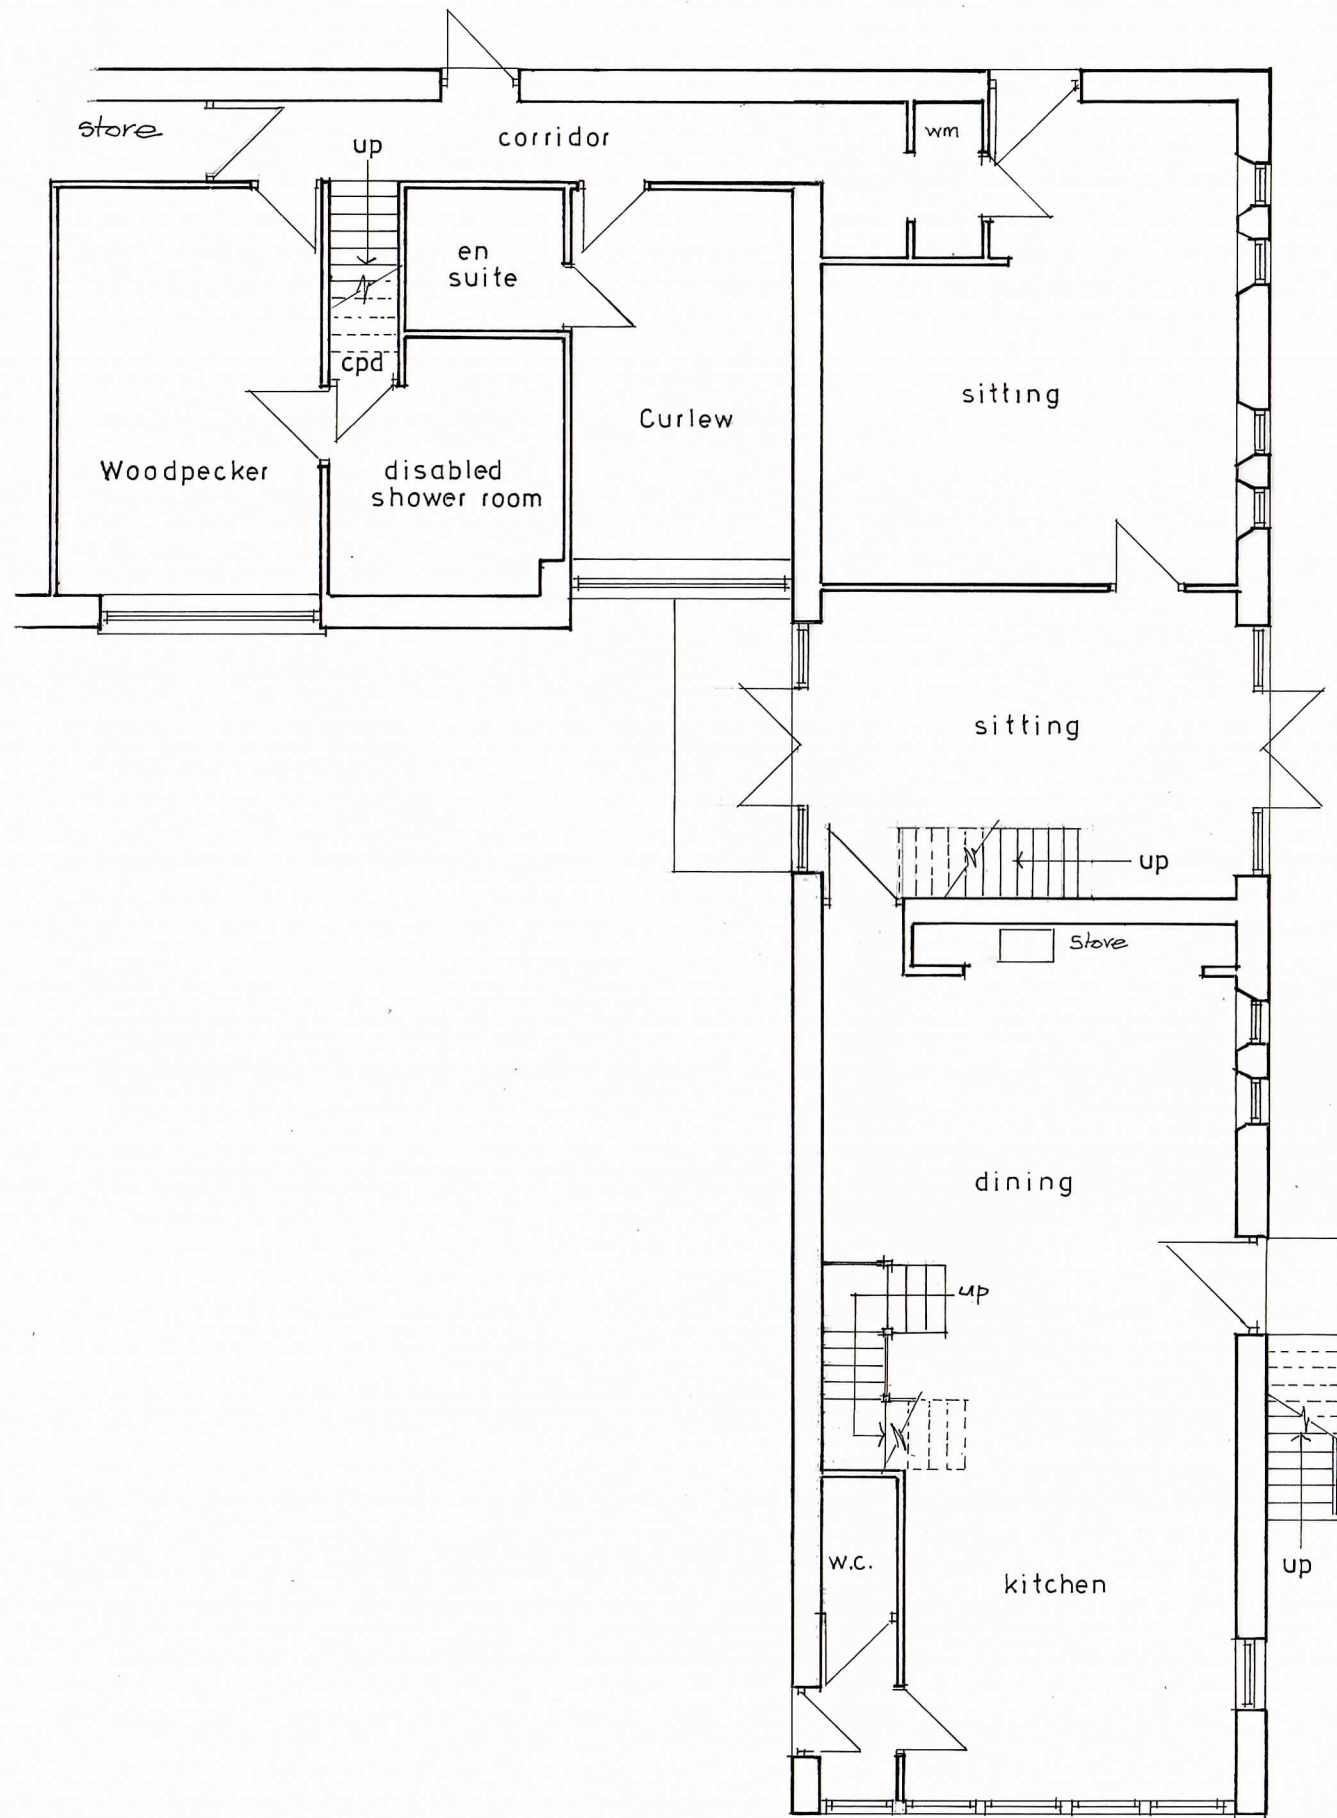 store
up
corridor
wm
en
suite
cpd
Curlew
sitting
Woodpecker
disabled
shower room
sitting
up
stove
dining
up
w.c.
kitchen
up